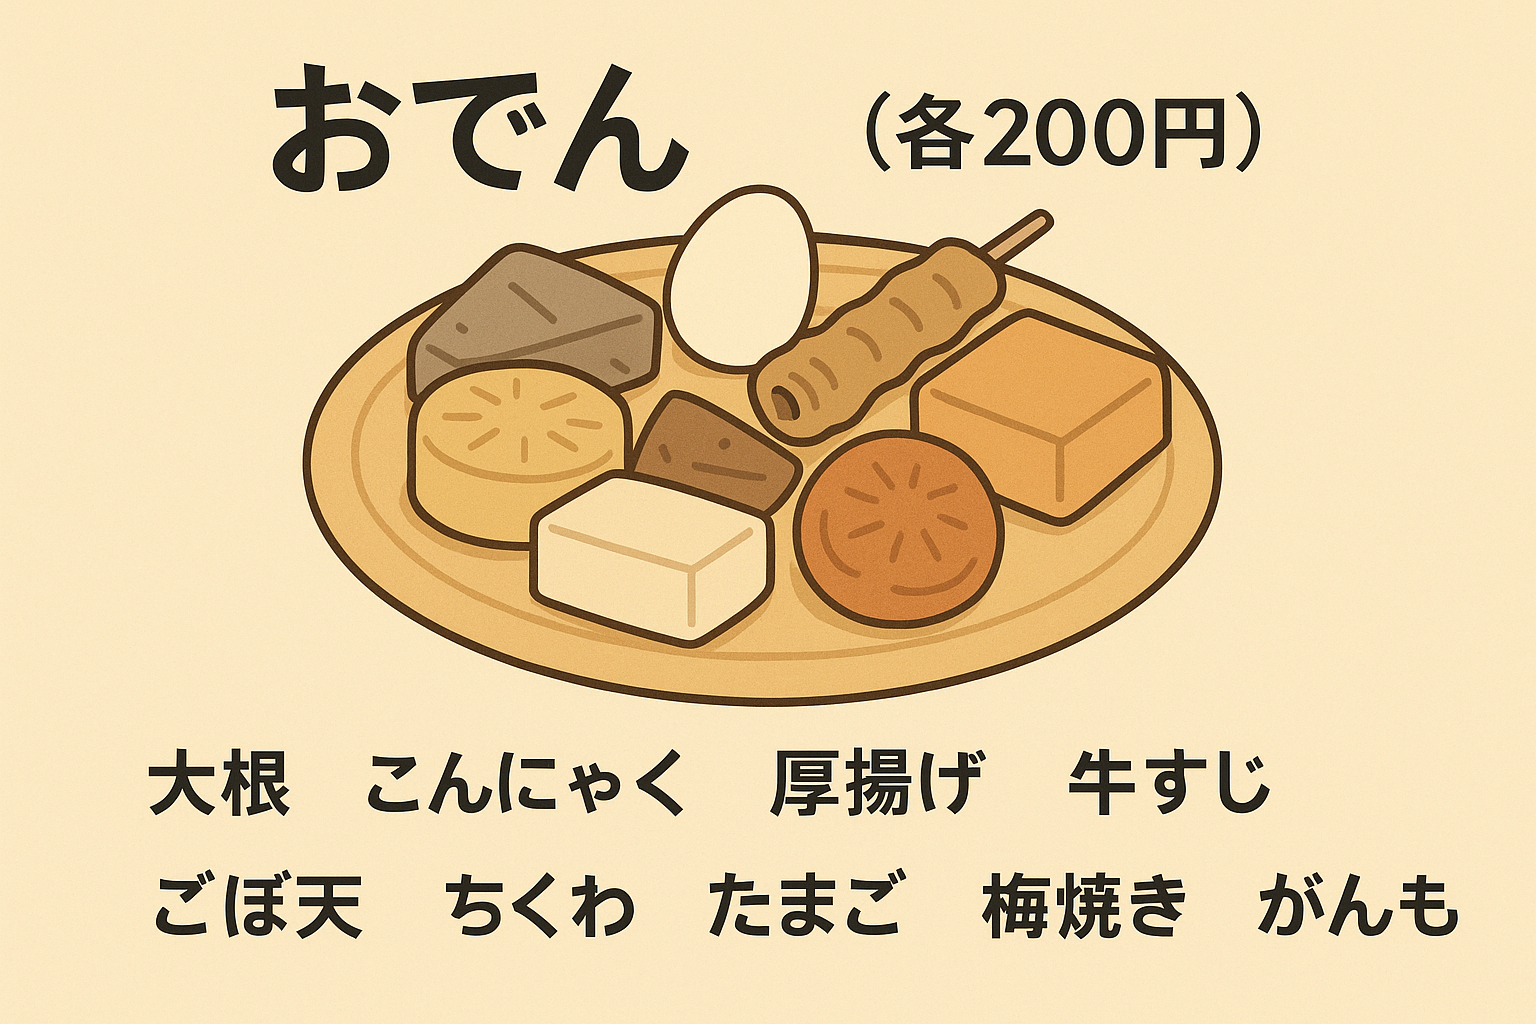 おでん　（各200円）
大根　こんにゃく　厚揚げ　牛すじ
ごぼ天　ちくわ　たまご　梅焼き　がんも